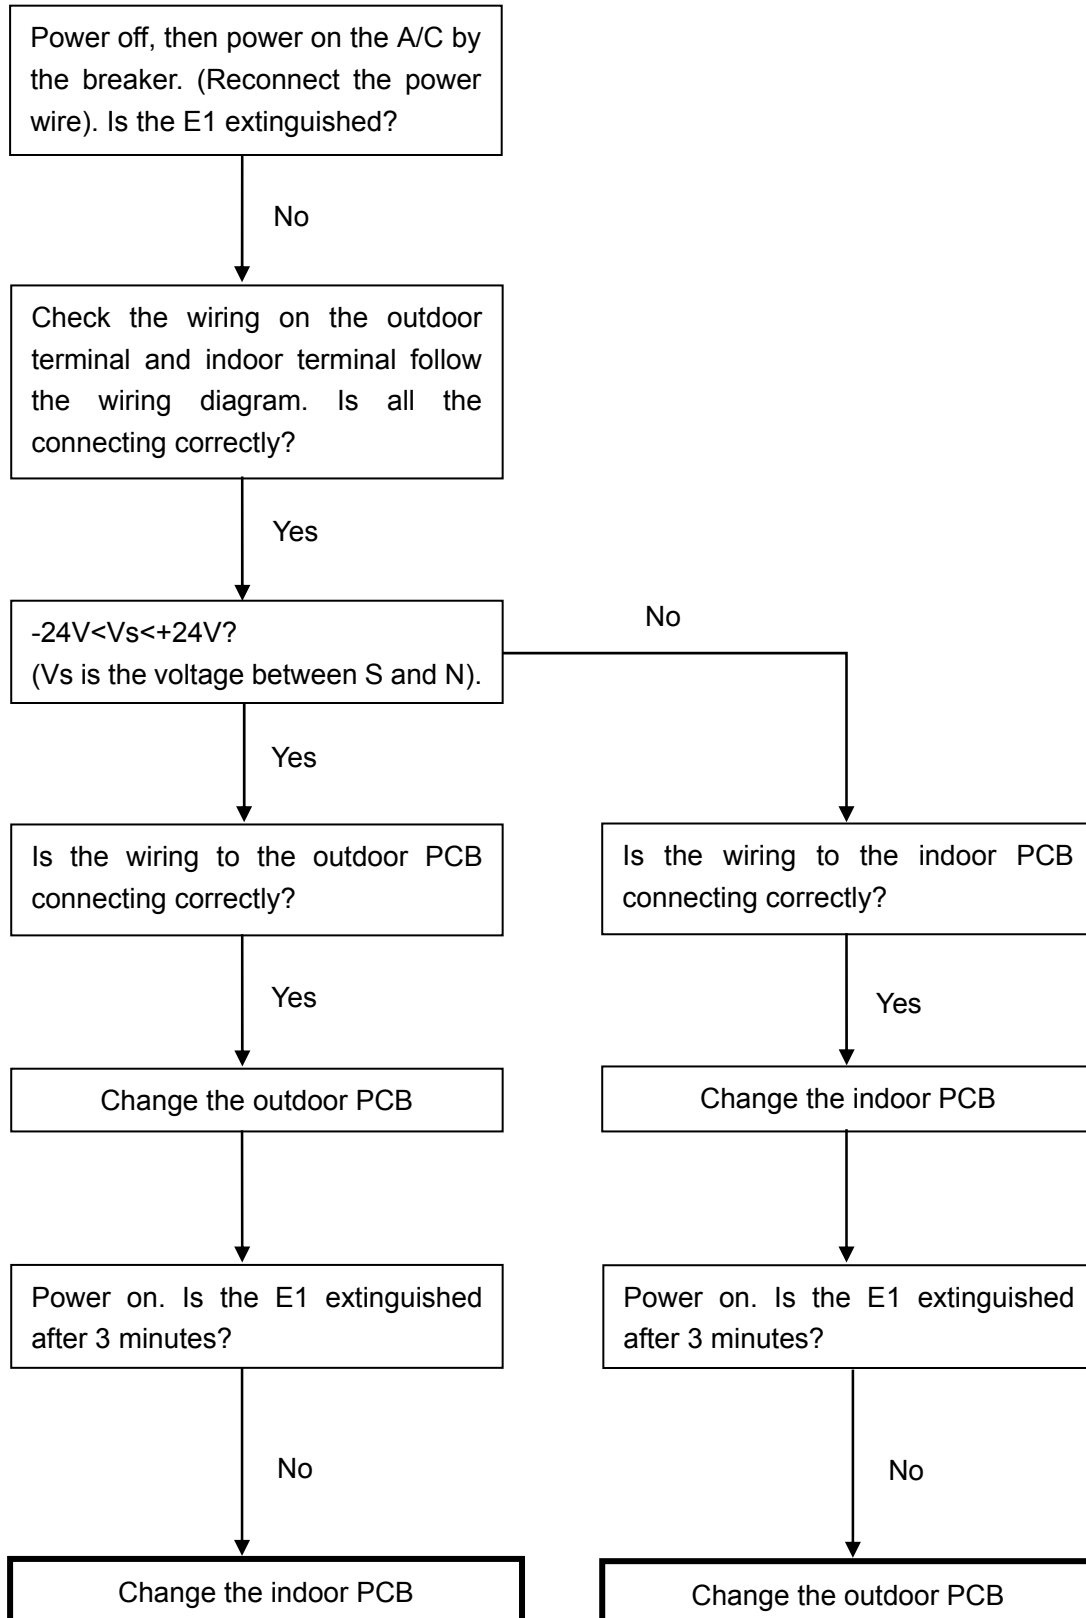 Power off, then power on the A/C by
the breaker. (Reconnect the power
wire). Is the E1 extinguished?
No
Check the wiring on the outdoor
terminal and indoor terminal follow
the wiring diagram. Is all the
connecting correctly?
Yes
-24V<Vs<+24V?
(Vs is the voltage between S and N).
No
Yes
Is the wiring to the outdoor PCB
connecting correctly?
Is the wiring to the indoor PCB
connecting correctly?
Yes
Yes
Change the outdoor PCB
Change the indoor PCB
Power on. Is the E1 extinguished
after 3 minutes?
Power on. Is the E1 extinguished
after 3 minutes?
No
No
Change the indoor PCB
Change the outdoor PCB